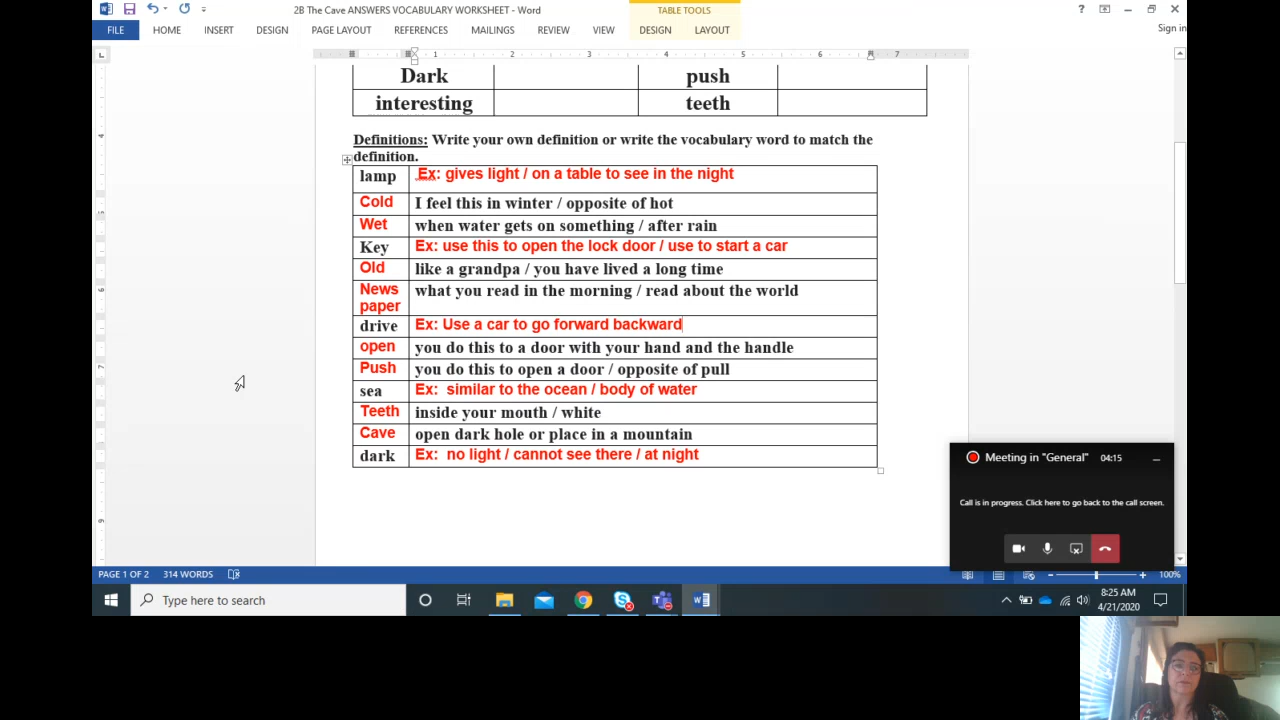 2B The Cave ANSWERS VOCABULARY WORKSHEET - Word
TABLE TOOLS
?
Sign in
FILE HOME INSERT DESIGN PAGE LAYOUT REFERENCES MAILINGS REVIEW VIEW DESIGN LAYOUT
1 2 3 4 5 6 7
Dark push
interesting teeth
Definitions: Write your own definition or write the vocabulary word to match the
definition.
lamp Ex: gives light / on a table to see in the night
Cold I feel this in winter / opposite of hot
Wet when water gets on something / after rain
Key Ex: use this to open the lock door / use to start a car
Old like a grandpa / you have lived a long time
News what you read in the morning / read about the world
paper
drive Ex: Use a car to go forward backward
open you do this to a door with your hand and the handle
Push you do this to open a door / opposite of pull
sea Ex: similar to the ocean / body of water
Teeth inside your mouth / white
Cave open dark hole or place in a mountain
dark Ex: no light / cannot see there / at night
Meeting in "General" 04:15
Call is in progress. Click here to go back to the call screen.
PAGE 1 OF 2 314 WORDS 100%
Type here to search
8:25 AM
4/21/2020